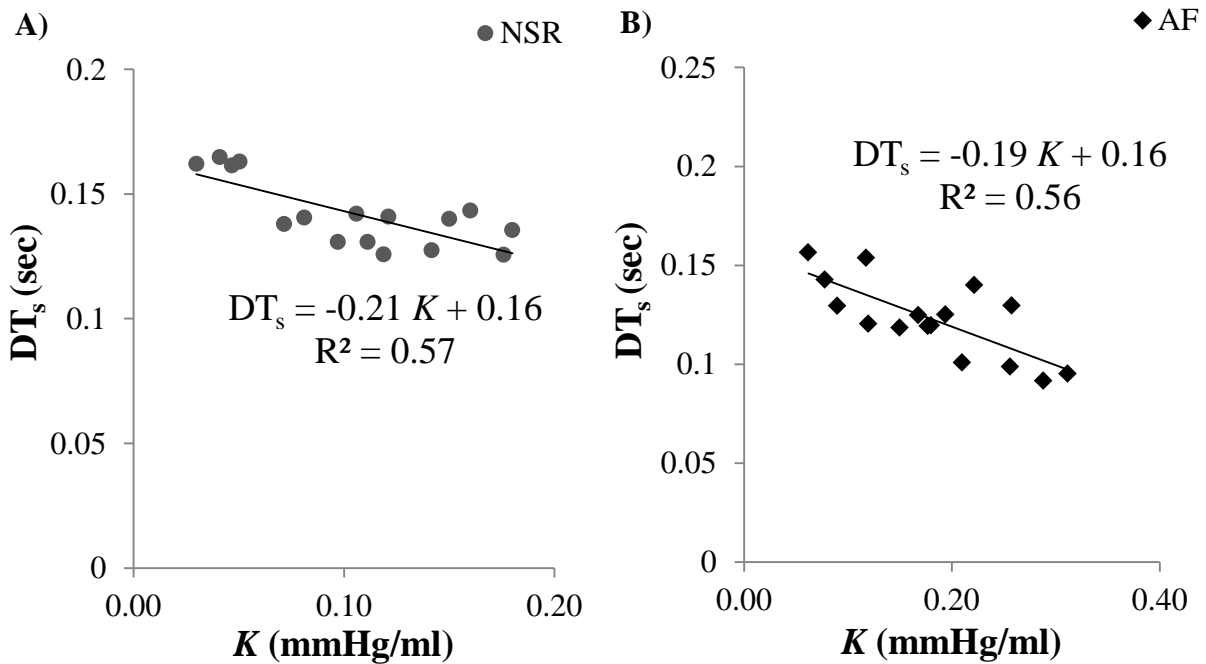 A)
NSR
0.2
0.15
0.1
0.05
0
DTs (sec)
DTs = -0.21 K + 0.16
R² = 0.57
0.00
0.10
0.20
K (mmHg/ml)
B)
AF
0.25
0.2
0.15
0.1
0.05
0
DTs (sec)
DTs = -0.19 K + 0.16
R² = 0.56
0.00
0.20
0.40
K (mmHg/ml)